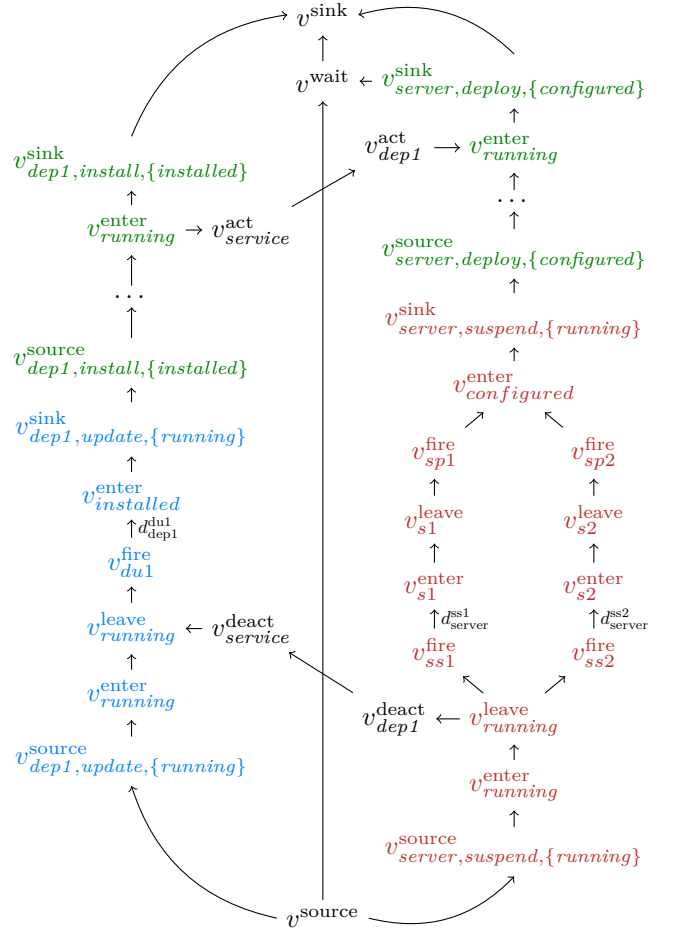 v^sink
v^wait
v^sink_server,deploy,{configured}
v^act_dep1
v^enter_running
v^sink_dep1,install,{installed}
v^enter_running
v^act_service
...
v^source_server,deploy,{configured}
...
v^sink_server,suspend,{running}
v^source_dep1,install,{installed}
v^enter_configured
v^sink_dep1,update,{running}
v^fire_sp1
v^fire_sp2
v^enter_installed
v^leave_s1
v^leave_s2
d^du1_dep1
v^fire_du1
v^enter_s1
v^enter_s2
d^ss1_server
d^ss2_server
v^leave_running
v^deact_service
v^fire_ss1
v^fire_ss2
v^enter_running
v^deact_dep1
v^leave_running
v^source_dep1,update,{running}
v^enter_running
v^source_server,suspend,{running}
v^source